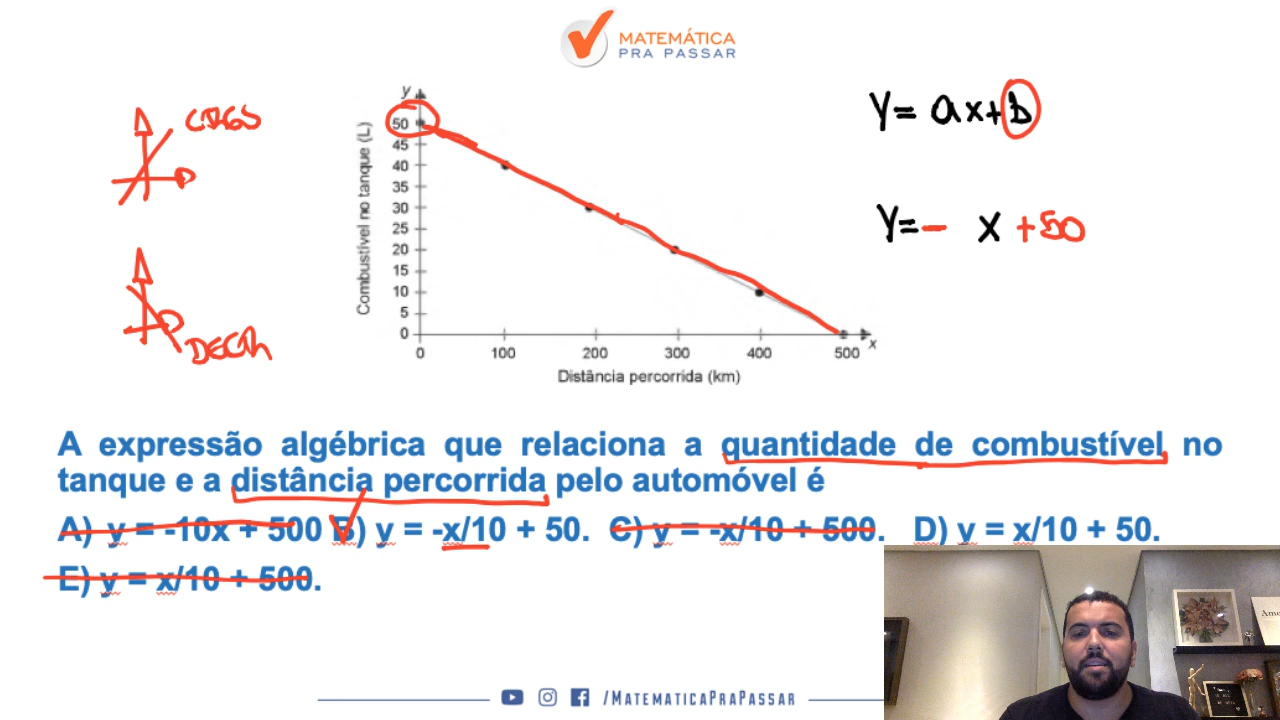 MATEMÁTICA
PRA PASSAR
CRES
DECR
y
Combustível no tanque (L)
50
45
40
35
30
25
20
15
10
5
0
0 100 200 300 400 500 x
Distância percorrida (km)
Y= ax+b
Y=- x +50
A expressão algébrica que relaciona a quantidade de combustível no
tanque e a distância percorrida pelo automóvel é
A) y = -10x + 500 B) y = -x/10 + 50. C) y = -x/10 + 500. D) y = x/10 + 50.
E) y = x/10 + 500.
/MATEMATICAPRAPASSAR